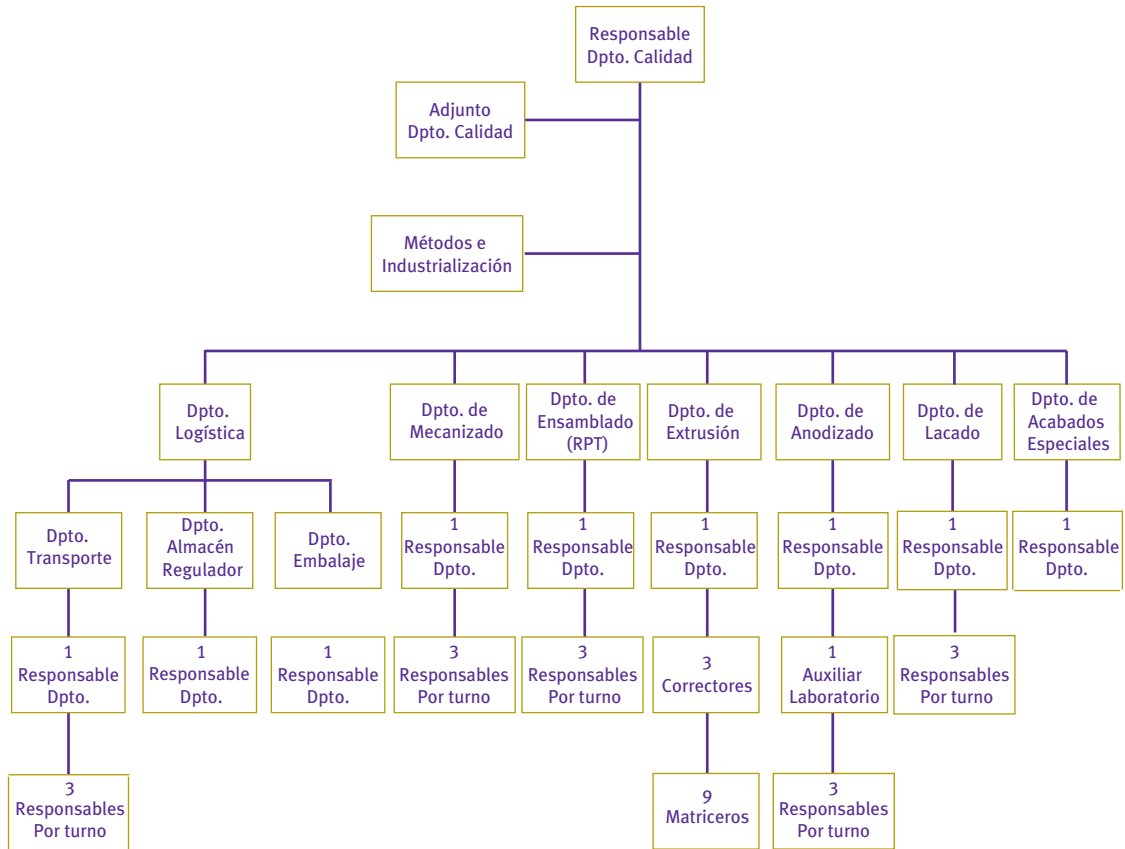 Responsable
Dpto. Calidad
Adjunto
Dpto. Calidad
Métodos e
Industrialización
Dpto.
Logística
Dpto. de
Mecanizado
Dpto. de
Ensamblado
(RPT)
Dpto. de
Extrusión
Dpto. de
Anodizado
Dpto. de
Lacado
Dpto. de
Acabados
Especiales
Dpto.
Transporte
Dpto.
Almacén
Regulador
Dpto.
Embalaje
1
Responsable
Dpto.
1
Responsable
Dpto.
1
Responsable
Dpto.
1
Responsable
Dpto.
1
Responsable
Dpto.
1
Responsable
Dpto.
1
Responsable
Dpto.
1
Responsable
Dpto.
1
Responsable
Dpto.
3
Responsables
Por turno
3
Responsables
Por turno
3
Correctores
1
Auxiliar
Laboratorio
3
Responsables
Por turno
3
Responsables
Por turno
9
Matriceros
3
Responsables
Por turno